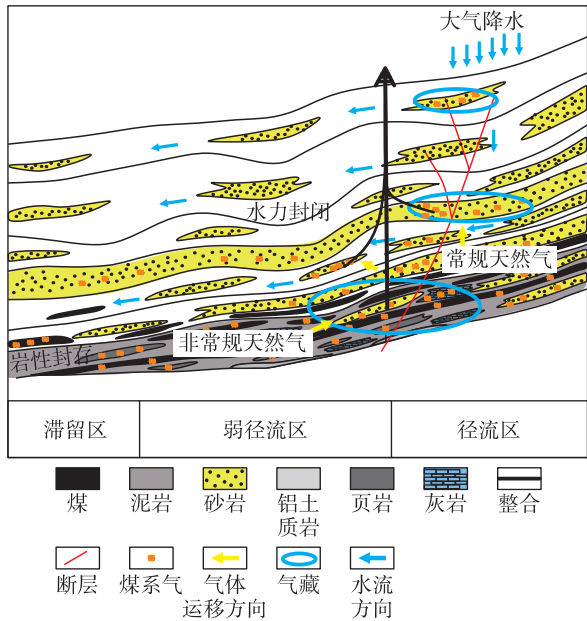 大气降水
水力封闭
常规天然气
非常规天然气
岩性封存
滞留区
弱径流区
径流区
煤
泥岩
砂岩
铝土
质岩
页岩
灰岩
整合
断层
煤系气
气体
运移方向
气藏
水流
方向